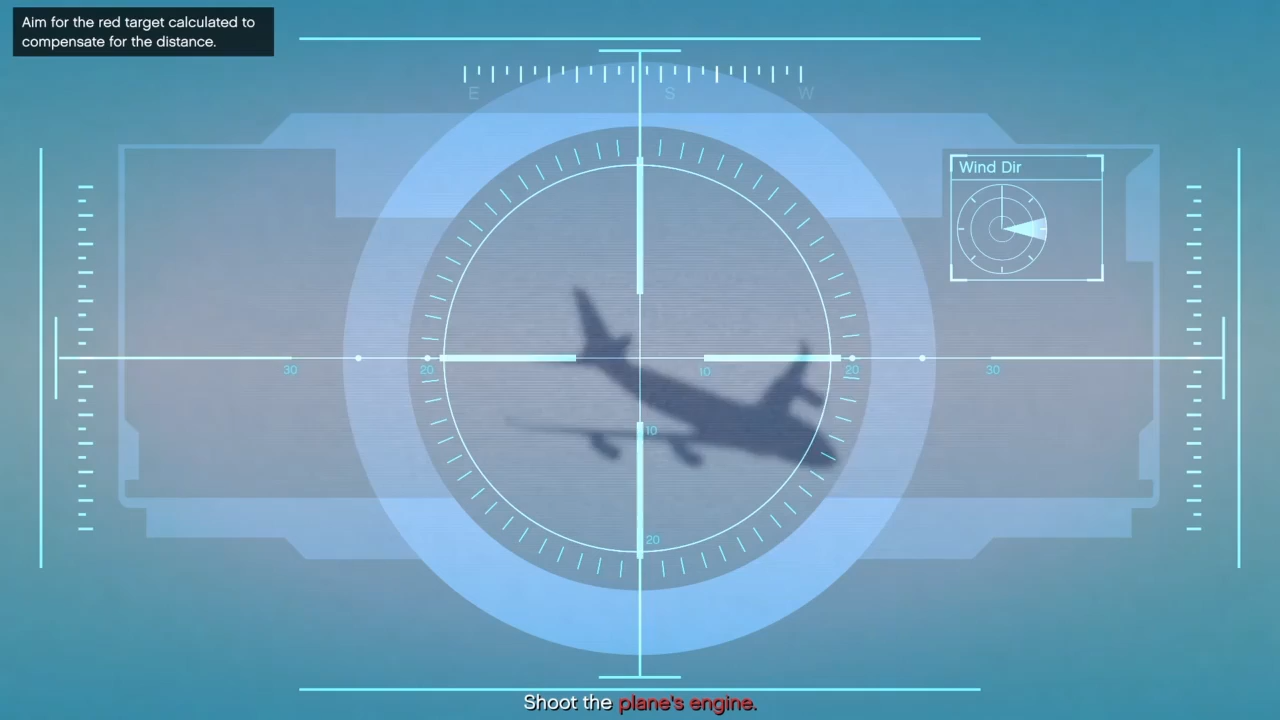 Aim for the red target calculated to
compensate for the distance.
E S W
Wind Dir
30 20 10 20 30
10
20
Shoot the plane's engine.